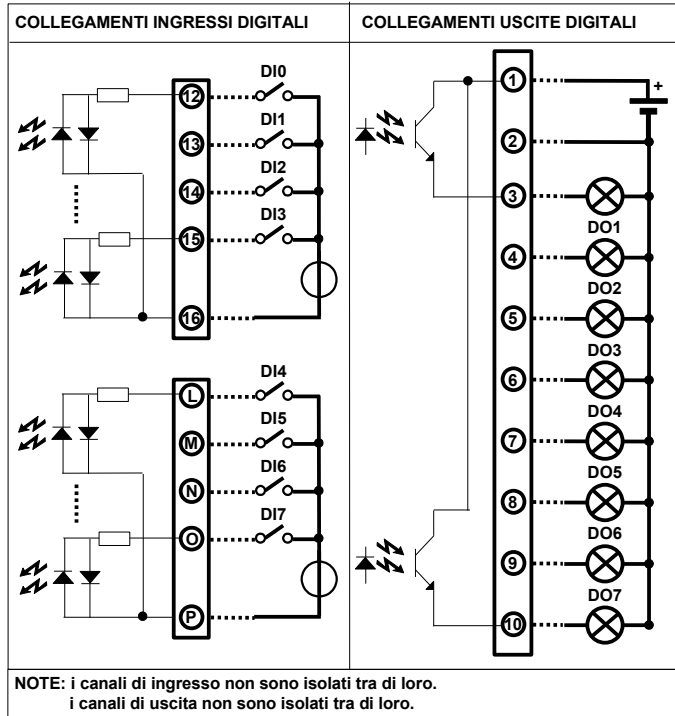 COLLEGAMENTI INGRESSI DIGITALI
COLLEGAMENTI USCITE DIGITALI
12
DI0
13
DI1
14
DI2
15
DI3
16
L
DI4
M
DI5
N
DI6
O
DI7
P
1
+
2
3
DO1
4
DO2
5
DO3
6
DO4
7
DO5
8
DO6
9
DO7
10
NOTE: i canali di ingresso non sono isolati tra di loro.
i canali di uscita non sono isolati tra di loro.